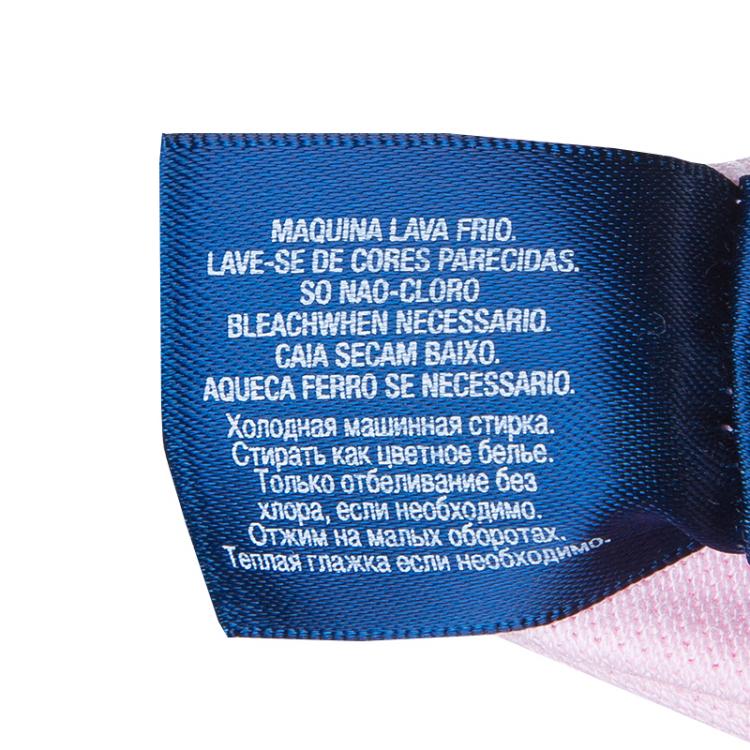 MAQUINA LAVA FRIO.
LAVE-SE DE CORES PARECIDAS.
SO NAO-CLORO
BLEACHWHEN NECESSARIO.
CAIA SECAM BAIXO.
AQUECA FERRO SE NECESSARIO.
Холодная машинная стирка.
Стирать как цветное белье.
Только отбеливание без
хлора, если необходимо.
Отжим на малых оборотах.
Теплая глажка если необходимо.